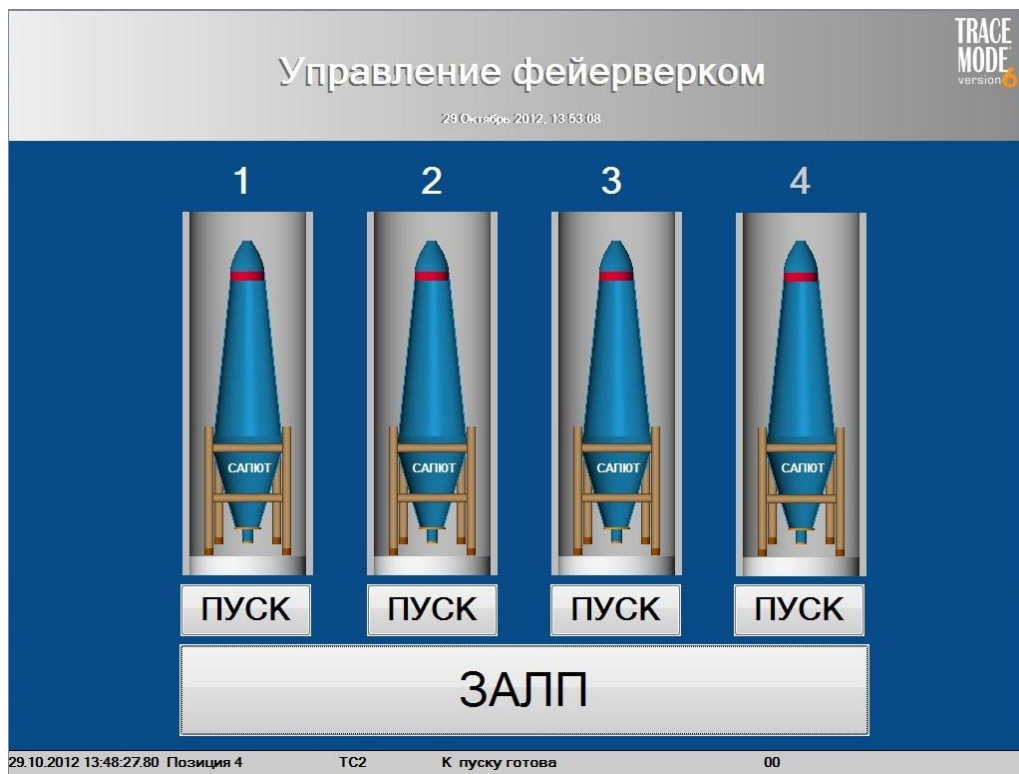 Управление фейерверком
29 Октябрь 2012, 13:53:08
TRACE
MODE
version 6
1 2 3 4
САЛЮТ САЛЮТ САЛЮТ САЛЮТ
ПУСК ПУСК ПУСК ПУСК
ЗАЛП
29.10.2012 13:48:27.80 Позиция 4 ТС2 К пуску готова 00